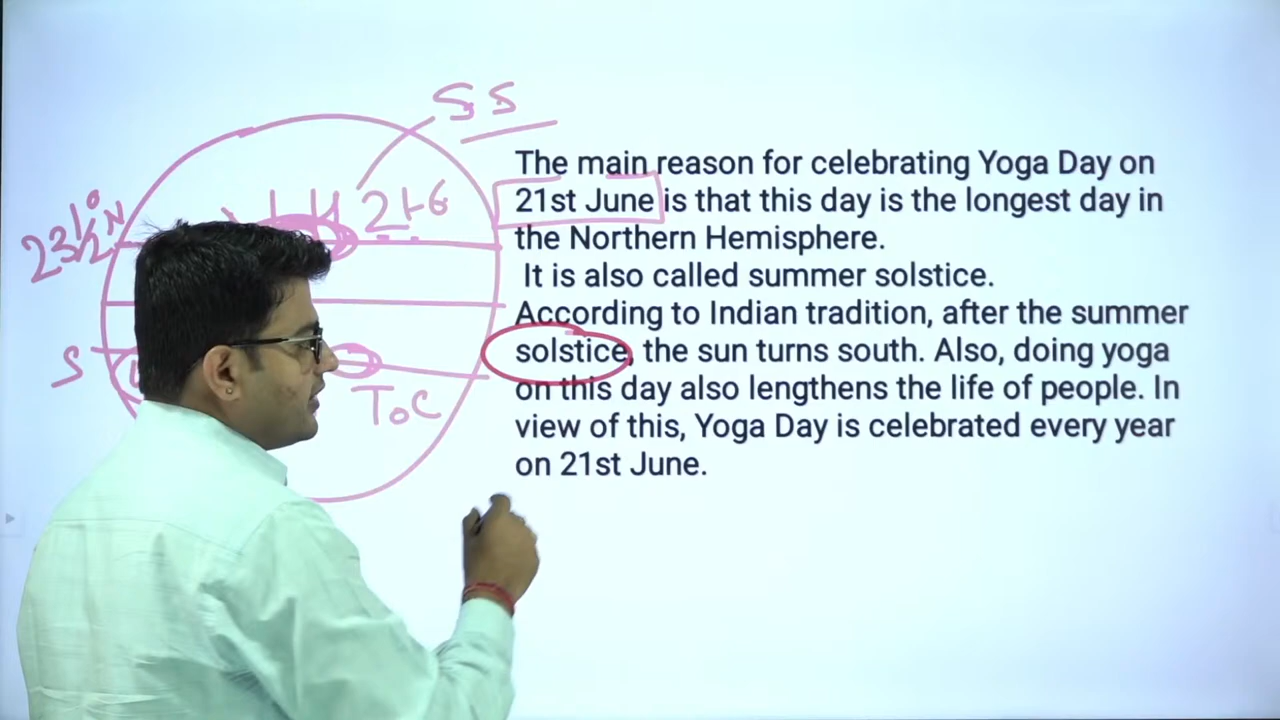 S S
23 1/2° N
21-6
S
TOC
The main reason for celebrating Yoga Day on
21st June is that this day is the longest day in
the Northern Hemisphere.
It is also called summer solstice.
According to Indian tradition, after the summer
solstice, the sun turns south. Also, doing yoga
on this day also lengthens the life of people. In
view of this, Yoga Day is celebrated every year
on 21st June.